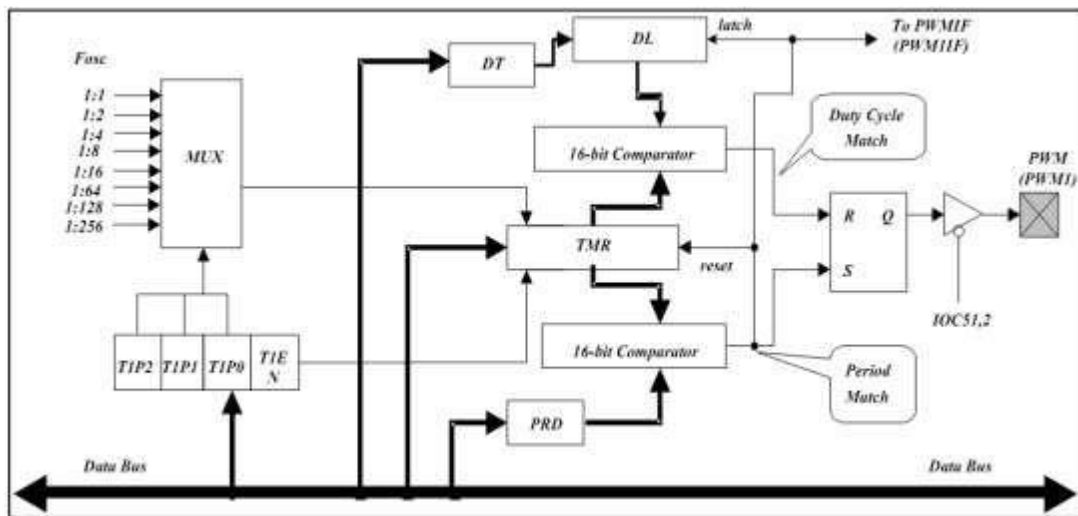 Fosc
1:1
1:2
1:4
1:8
1:16
1:64
1:128
1:256
MUX
T1P2
T1P1
T1P0
T1E
N
DT
DL
latch
To PWM1F
(PWM1IF)
16-bit Comparator
Duty Cycle
Match
TMR
reset
R
Q
S
PWM
(PWM1)
IOC51,2
16-bit Comparator
Period
Match
PRD
Data Bus
Data Bus